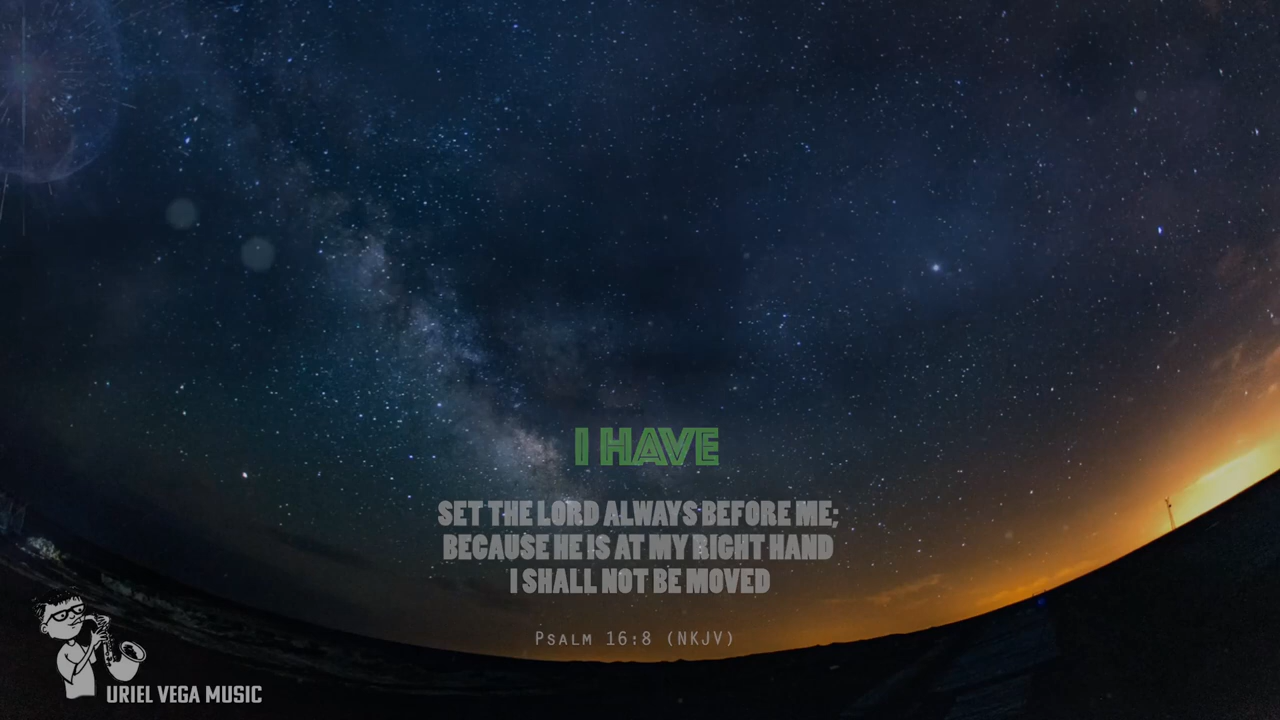 I HAVE
SET THE LORD ALWAYS BEFORE ME;
BECAUSE HE IS AT MY RIGHT HAND
I SHALL NOT BE MOVED
Psalm 16:8 (NKJV)
URIEL VEGA MUSIC